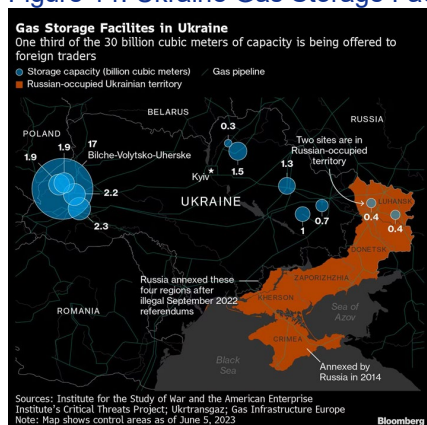 Gas Storage Facilites in Ukraine
One third of the 30 billion cubic meters of capacity is being offered to
foreign traders
Storage capacity (billion cubic meters) Gas pipeline
Russian-occupied Ukrainian territory
BELARUS
RUSSIA
POLAND
0.3
Two sites are in
Russian-occupied
territory
1.9
1.9
17
Bilche-Volytsko-Uherske
Kyiv
1.5
1.3
2.2
UKRAINE
LUHANSK
0.4
0.4
2.3
1
0.7
DONETSK
Russia annexed these
four regions after
illegal September 2022
referendums
ZAPORIZHZHIA
KHERSON
ROMANIA
Sea of
Azov
CRIMEA
Black
Sea
Annexed by
Russia in 2014
Sources: Institute for the Study of War and the American Enterprise
Institute's Critical Threats Project; Ukrtransgaz; Gas Infrastructure Europe
Note: Map shows control areas as of June 5, 2023
Bloomberg